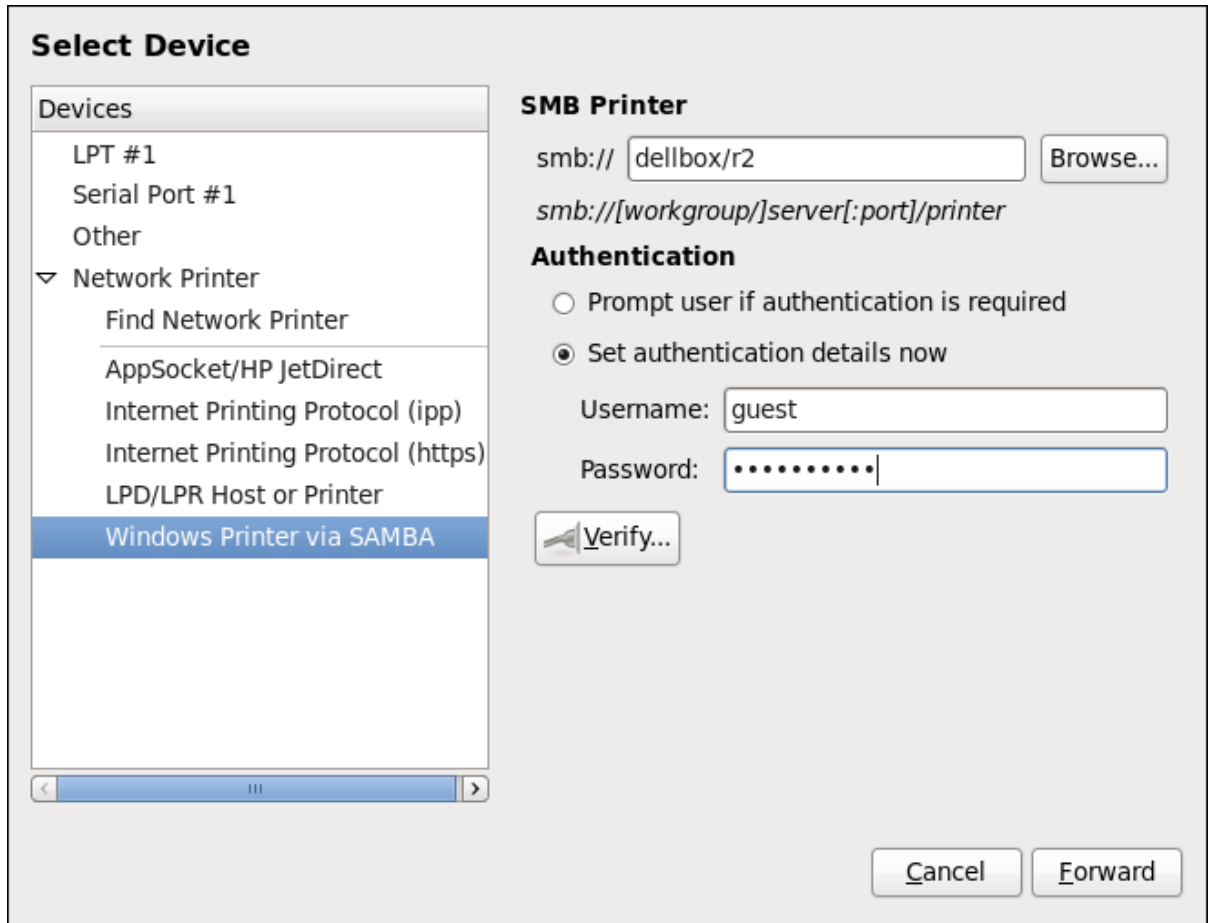 Select Device
Devices
LPT #1
Serial Port #1
Other
Network Printer
Find Network Printer
AppSocket/HP JetDirect
Internet Printing Protocol (ipp)
Internet Printing Protocol (https)
LPD/LPR Host or Printer
Windows Printer via SAMBA
SMB Printer
smb:// dellbox/r2 Browse...
smb://[workgroup/]server[:port]/printer
Authentication
Prompt user if authentication is required
Set authentication details now
Username: guest
Password: ••••••••••
Verify...
Cancel Forward